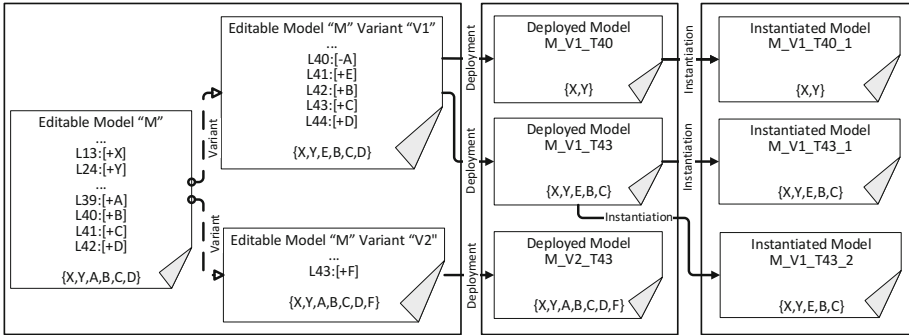 Editable Model “M”
...
L13:[+X]
L24:[+Y]
...
L39:[+A]
L40:[+B]
L41:[+C]
L42:[+D]
{X,Y,A,B,C,D}
Variant
Variant
Editable Model “M” Variant “V1”
...
L40:[-A]
L41:[+E]
L42:[+B]
L43:[+C]
L44:[+D]
{X,Y,E,B,C,D}
Editable Model “M” Variant “V2"
...
L43:[+F]
{X,Y,A,B,C,D,F}
Deployment
Deployment
Deployment
Deployed Model
M_V1_T40
{X,Y}
Deployed Model
M_V1_T43
{X,Y,E,B,C}
Deployed Model
M_V2_T43
{X,Y,A,B,C,D,F}
Instantiation
Instantiation
Instantiation
Instantiated Model
M_V1_T40_1
{X,Y}
Instantiated Model
M_V1_T43_1
{X,Y,E,B,C}
Instantiated Model
M_V1_T43_2
{X,Y,E,B,C}